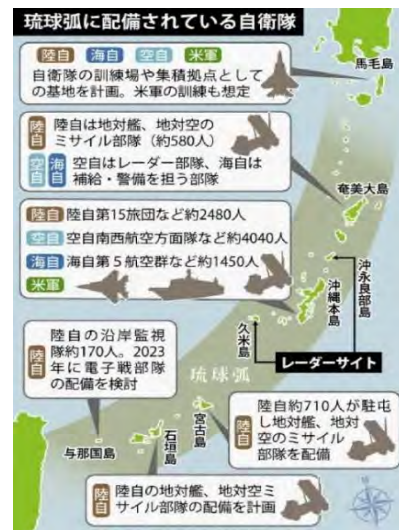 琉球弧に配備されている自衛隊
陸自 海自 空自 米軍
自衛隊の訓練場や集積拠点として
の基地を計画。米軍の訓練も想定
馬毛島
陸自
陸自は地対艦、地対空の
ミサイル部隊（約580人）
空自 海自
空自はレーダー部隊、海自は
補給・警備を担う部隊
奄美大島
陸自 陸自第15旅団など約2480人
空自 空自南西航空方面隊など約4040人
海自 海自第５航空群など約1450人
米軍
沖永良部島
沖縄本島
久米島
レーダーサイト
陸自
陸自の沿岸監視
隊約170人。2023
年に電子戦部隊
の配備を検討
琉球弧
宮古島
石垣島
与那国島
陸自
陸自約710人が駐屯
し地対艦、地対
空のミサイル
部隊を配備
陸自
陸自の地対艦、地対空ミ
サイル部隊の配備を計画